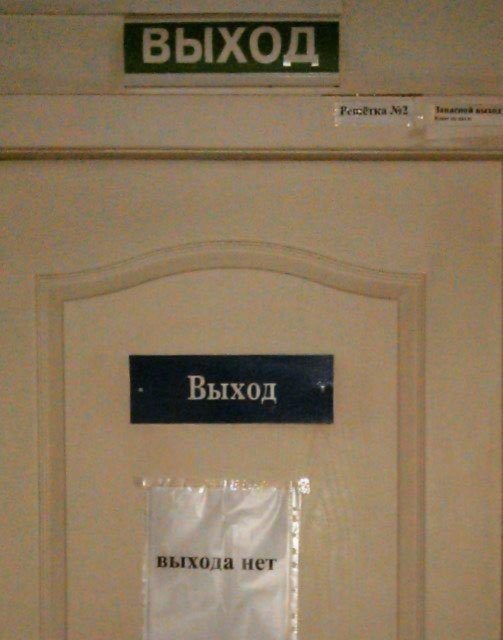 ВЫХОД
Решётка №2
Запасной выход
Выход
выхода нет